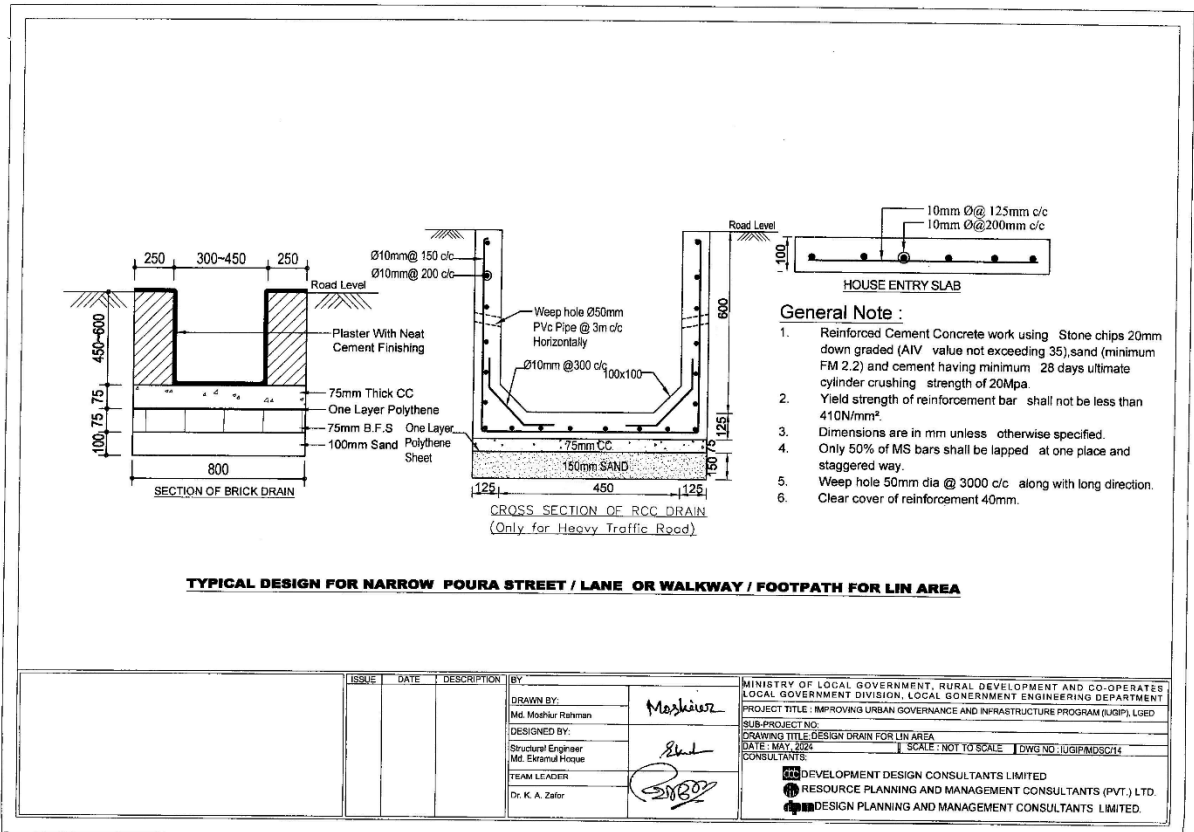 250
300~450
250
Road Level
450~600
75
75
100
Plaster With Neat
Cement Finishing
75mm Thick CC
One Layer Polythene
75mm B.F.S
100mm Sand
800
SECTION OF BRICK DRAIN
One Layer
Polythene
Sheet
Ø10mm@ 150 c/c
Ø10mm@ 200 c/c
Road Level
Weep hole Ø50mm
PVc Pipe @ 3m c/c
Horizontally
Ø10mm @300 c/c
100x100
600
125
75
150
75mm CC
150mm SAND
125
450
125
CROSS SECTION OF RCC DRAIN
(Only for Heavy Traffic Road)
10mm Ø@ 125mm c/c
10mm Ø@200mm c/c
100
HOUSE ENTRY SLAB
General Note :
1. Reinforced Cement Concrete work using Stone chips 20mm
down graded (AIV value not exceeding 35),sand (minimum
FM 2.2) and cement having minimum 28 days ultimate
cylinder crushing strength of 20Mpa.
2. Yield strength of reinforcement bar shall not be less than
410N/mm².
3. Dimensions are in mm unless otherwise specified.
4. Only 50% of MS bars shall be lapped at one place and
staggered way.
5. Weep hole 50mm dia @ 3000 c/c along with long direction.
6. Clear cover of reinforcement 40mm.
TYPICAL DESIGN FOR NARROW POURA STREET / LANE OR WALKWAY / FOOTPATH FOR LIN AREA
ISSUE DATE DESCRIPTION BY
DRAWN BY:
Md. Moshiur Rahman
Moshiur
DESIGNED BY:
Structural Engineer
Md. Ekramul Hoque
TEAM LEADER
Dr. K. A. Zafor
MINISTRY OF LOCAL GOVERNMENT, RURAL DEVELOPMENT AND CO-OPERATES
LOCAL GOVERNMENT DIVISION, LOCAL GONERNMENT ENGINEERING DEPARTMENT
PROJECT TITLE : IMPROVING URBAN GOVERNANCE AND INFRASTRUCTURE PROGRAM (IUGIP), LGED
SUB-PROJECT NO:
DRAWING TITLE: DESIGN DRAIN FOR LIN AREA
DATE : MAY, 2024 SCALE : NOT TO SCALE DWG NO : IUGIP/MDSC/14
CONSULTANTS:
DEVELOPMENT DESIGN CONSULTANTS LIMITED
RESOURCE PLANNING AND MANAGEMENT CONSULTANTS (PVT.) LTD.
DESIGN PLANNING AND MANAGEMENT CONSULTANTS LIMITED.